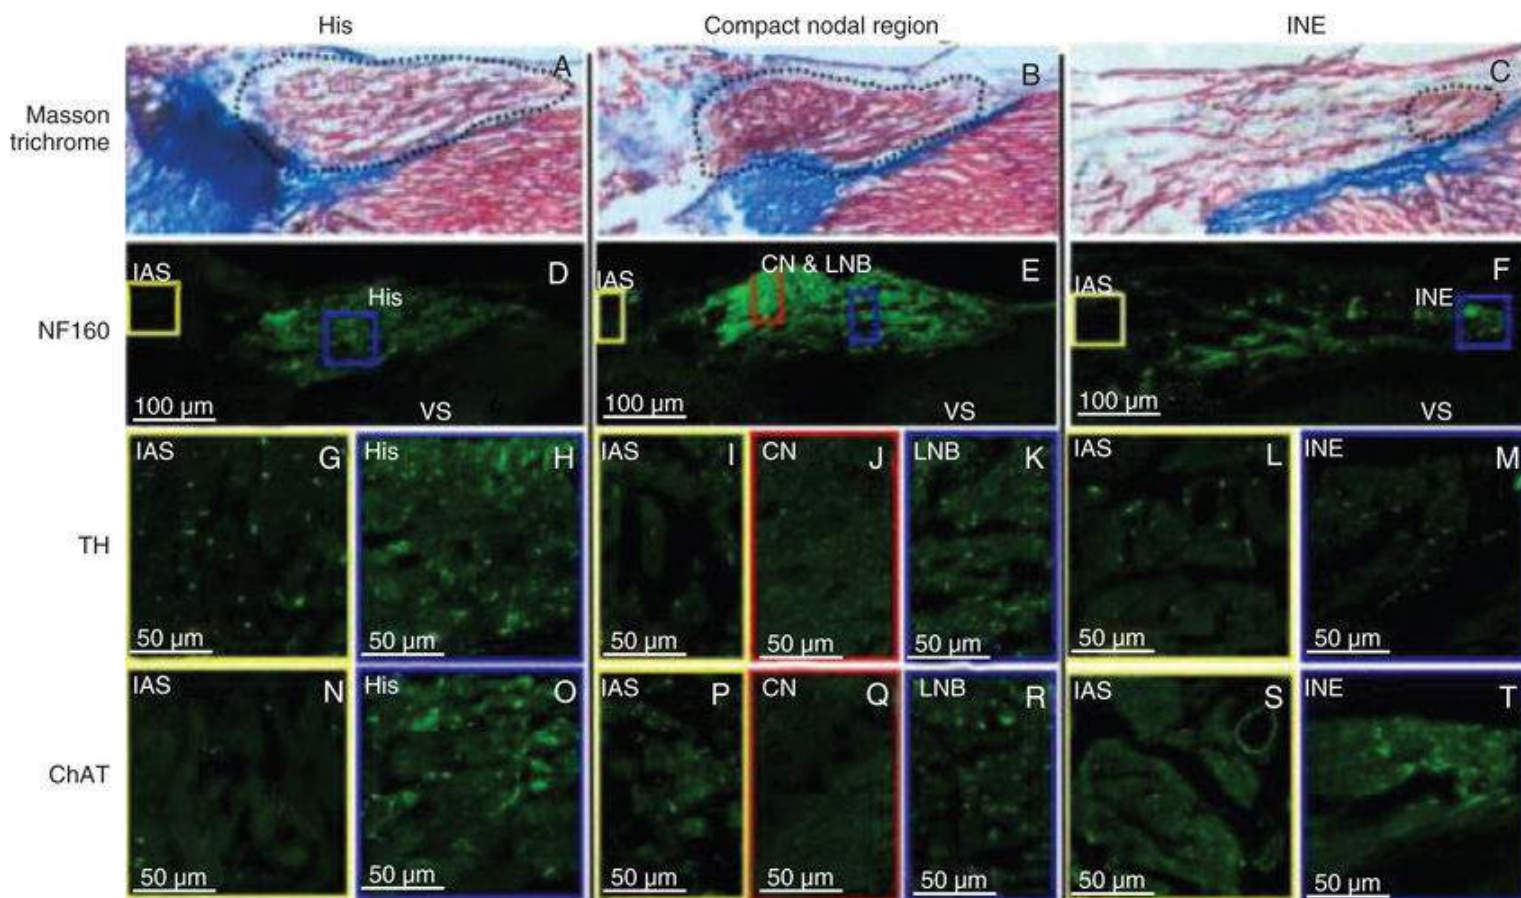 His
Compact nodal region
INE
Masson
trichrome
A
B
C
NF160
IAS
His
D
100 µm
VS
IAS
CN & LNB
E
100 µm
VS
IAS
INE
F
100 µm
VS
TH
IAS
G
50 µm
His
H
50 µm
IAS
I
50 µm
CN
J
50 µm
LNB
K
50 µm
IAS
L
50 µm
INE
M
50 µm
ChAT
IAS
N
50 µm
His
O
50 µm
IAS
P
50 µm
CN
Q
50 µm
LNB
R
50 µm
IAS
S
50 µm
INE
T
50 µm